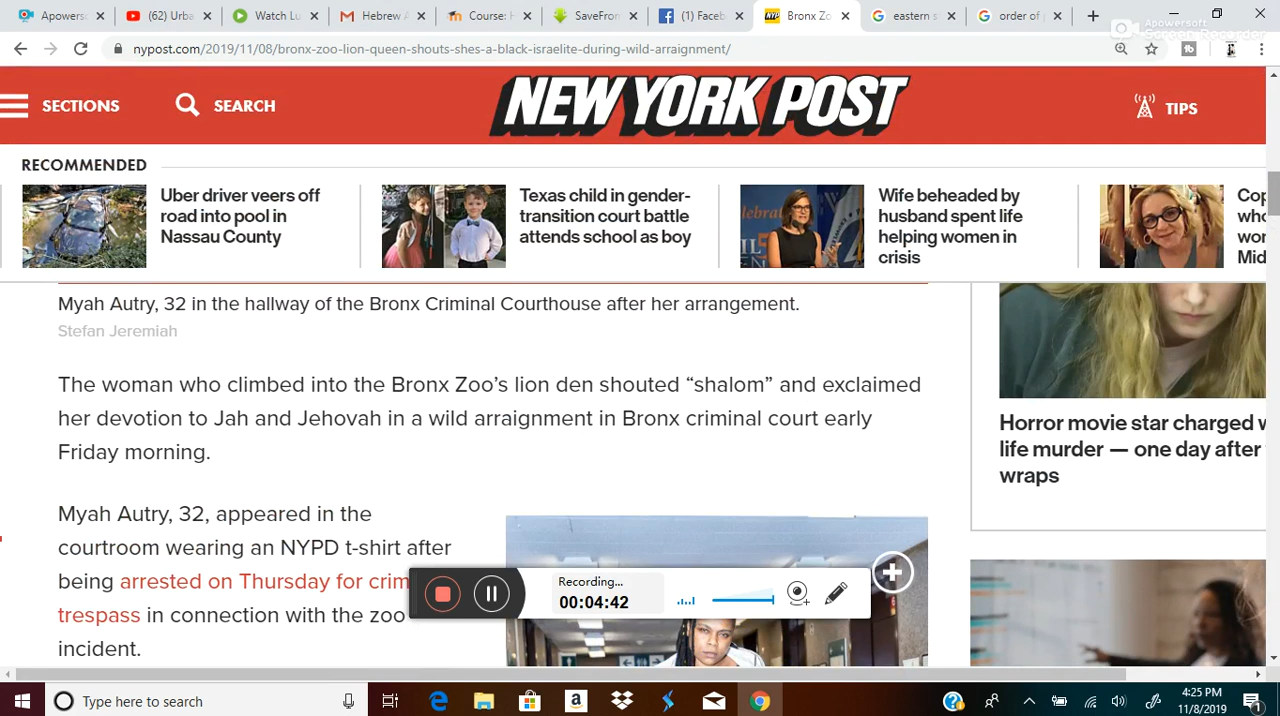 Apowers
(62) Urba
Watch Lu
Hebrew A
Course: H
SaveFrom
(1) Faceb
Bronx Zo
eastern s
order of p
Apowersoft
Screen Recorder
nypost.com/2019/11/08/bronx-zoo-lion-queen-shouts-shes-a-black-israelite-during-wild-arraignment/
SECTIONS
SEARCH
NEW YORK POST
TIPS
RECOMMENDED
Uber driver veers off
road into pool in
Nassau County
Texas child in gender-
transition court battle
attends school as boy
Wife beheaded by
husband spent life
helping women in
crisis
Cop
who
wor
Mid
Myah Autry, 32 in the hallway of the Bronx Criminal Courthouse after her arrangement.
Stefan Jeremiah
The woman who climbed into the Bronx Zoo's lion den shouted “shalom” and exclaimed
her devotion to Jah and Jehovah in a wild arraignment in Bronx criminal court early
Friday morning.
Myah Autry, 32, appeared in the
courtroom wearing an NYPD t-shirt after
being arrested on Thursday for crim
trespass in connection with the zoo
incident.
Horror movie star charged w
life murder — one day after
wraps
Recording...
00:04:42
Type here to search
4:25 PM
11/8/2019
1